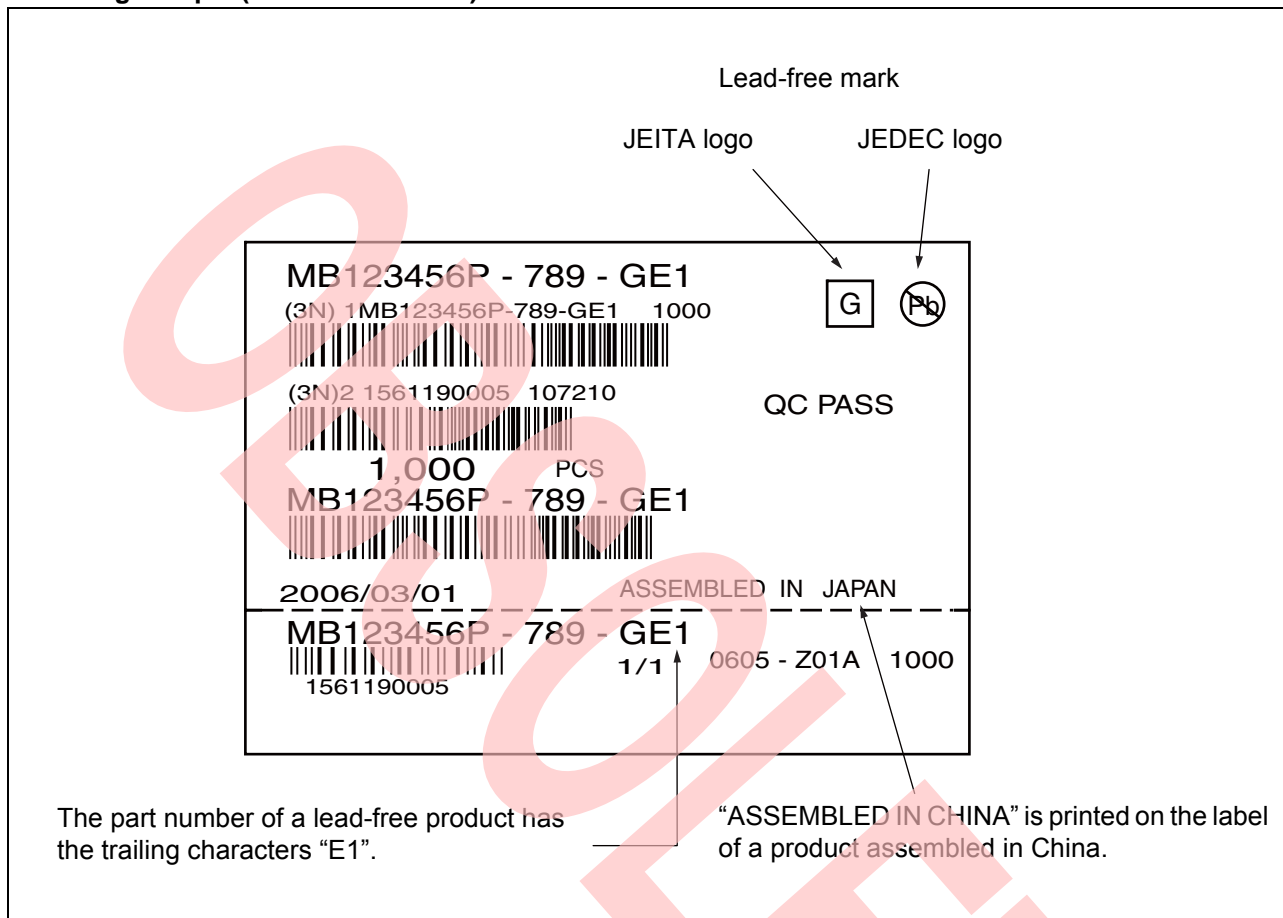 Lead-free mark
JEITA logo JEDEC logo
MB123456P - 789 - GE1
(3N) 1MB123456P-789-GE1 1000
G Pb
(3N)2 1561190005 107210
QC PASS
1,000 PCS
MB123456P - 789 - GE1
2006/03/01 ASSEMBLED IN JAPAN
MB123456P - 789 - GE1
1/1 0605 - Z01A 1000
1561190005
The part number of a lead-free product has
the trailing characters “E1”.
“ASSEMBLED IN CHINA” is printed on the label
of a product assembled in China.
OBSOLE